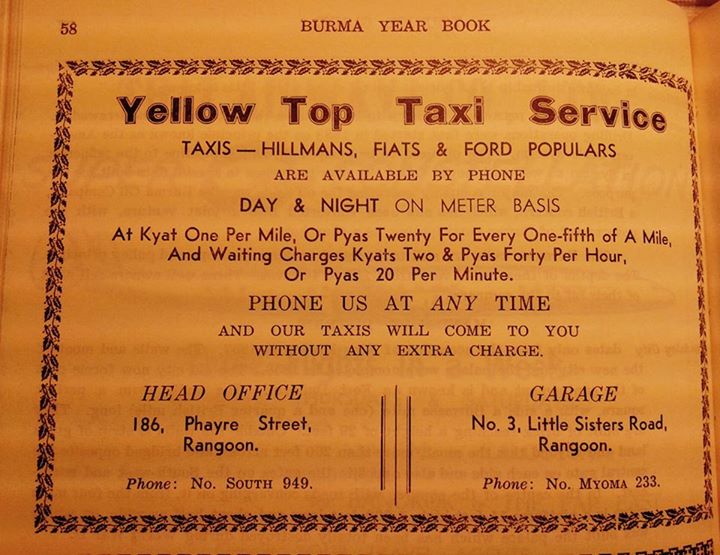 58 BURMA YEAR BOOK
Yellow Top Taxi Service
TAXIS — HILLMANS, FIATS & FORD POPULARS
ARE AVAILABLE BY PHONE
DAY & NIGHT ON METER BASIS
At Kyat One Per Mile, Or Pyas Twenty For Every One-fifth of A Mile,
And Waiting Charges Kyats Two & Pyas Forty Per Hour,
Or Pyas 20 Per Minute.
PHONE US AT ANY TIME
AND OUR TAXIS WILL COME TO YOU
WITHOUT ANY EXTRA CHARGE.
HEAD OFFICE
186, Phayre Street,
Rangoon.
Phone: No. SOUTH 949.
GARAGE
No. 3, Little Sisters Road,
Rangoon.
Phone: No. MYOMA 233.